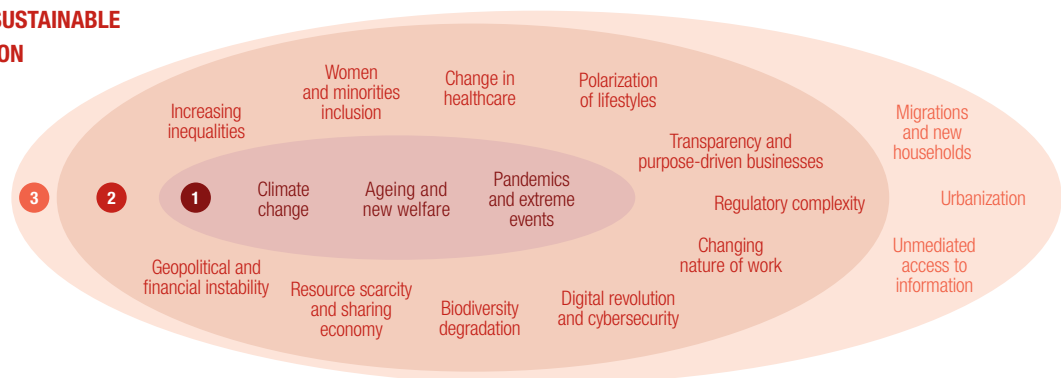 SUSTAINABLE
ON
Women
and minorities
inclusion
Change in
healthcare
Polarization
of lifestyles
Increasing
inequalities
Migrations
and new
households
Transparency and
purpose-driven businesses
3
2
1
Climate
change
Ageing and
new welfare
Pandemics
and extreme
events
Regulatory complexity
Urbanization
Changing
nature of work
Unmediated
access to
information
Geopolitical and
financial instability
Resource scarcity
and sharing
economy
Biodiversity
degradation
Digital revolution
and cybersecurity